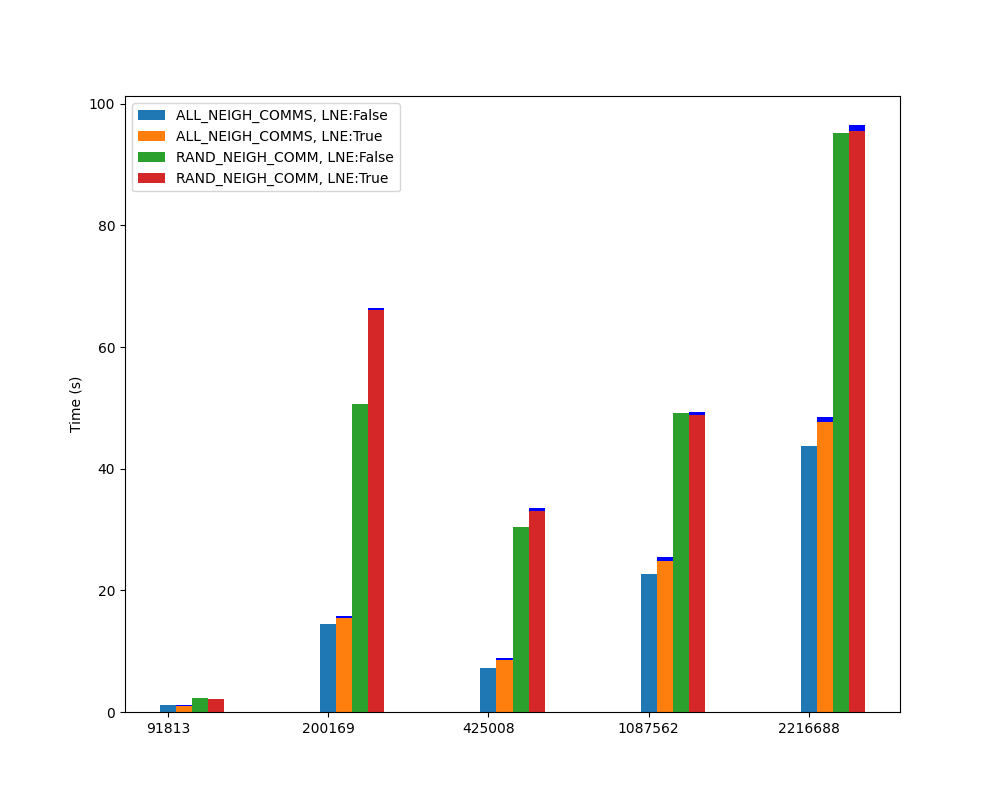 100
80
60
40
20
0
Time (s)
ALL_NEIGH_COMMS, LNE:False
ALL_NEIGH_COMMS, LNE:True
RAND_NEIGH_COMM, LNE:False
RAND_NEIGH_COMM, LNE:True
91813
200169
425008
1087562
2216688